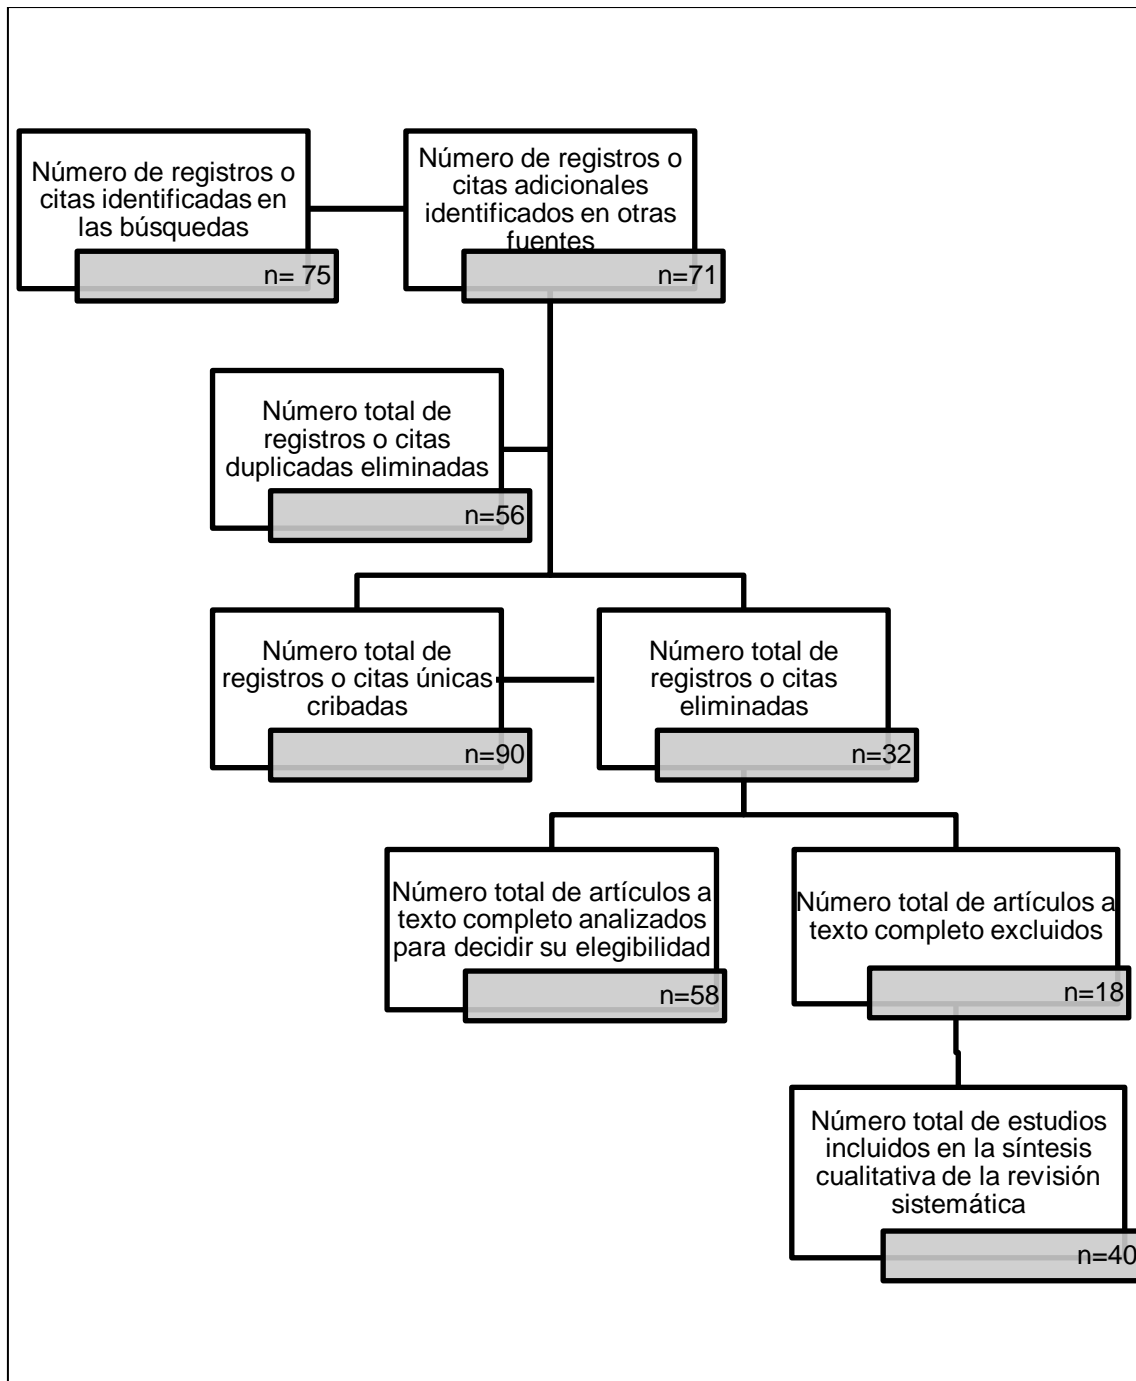 Número de registros o
citas identificadas en
las búsquedas
n= 75
Número de registros o
citas adicionales
identificados en otras
fuentes
n=71
Número total de
registros o citas
duplicadas eliminadas
n=56
Número total de
registros o citas únicas
cribadas
n=90
Número total de
registros o citas
eliminadas
n=32
Número total de artículos a
texto completo analizados
para decidir su elegibilidad
n=58
Número total de artículos a
texto completo excluidos
n=18
Número total de estudios
incluidos en la síntesis
cualitativa de la revisión
sistemática
n=40